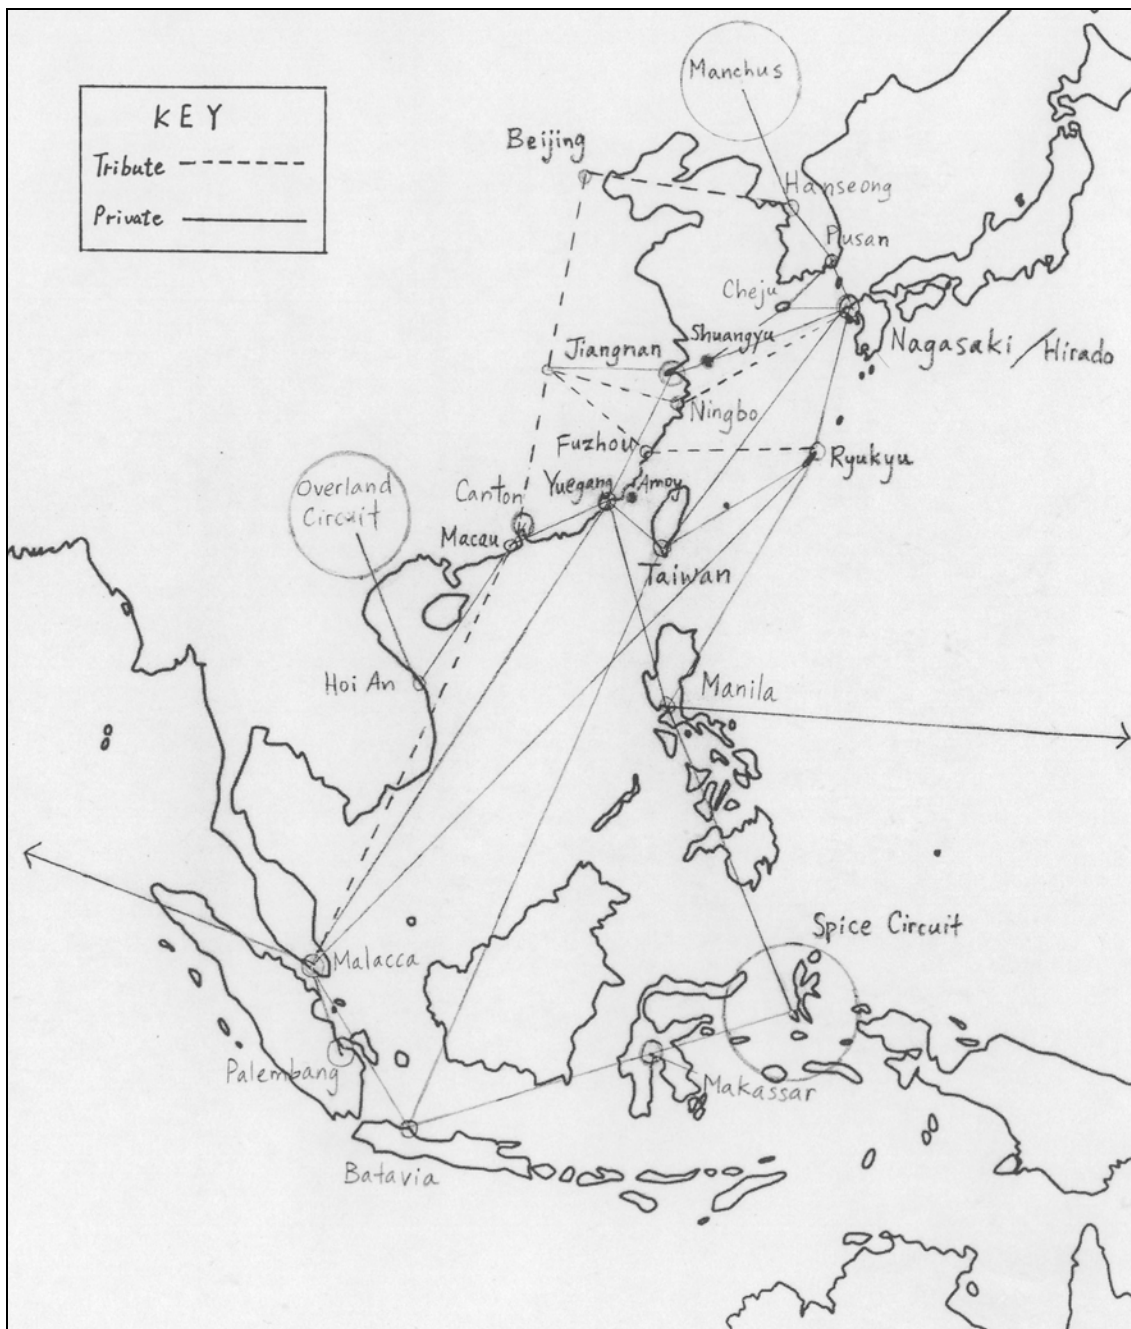 Manchus
KEY
Tribute
Private
Beijing
Hanseong
Pusan
Cheju
Shuangyu
Jiangnan
Nagasaki / Hirado
Ningbo
Fuzhou
Ryukyu
Overland
Circuit
Canton
Yuegang
Amoy
Macau
Taiwan
Hoi An
Manila
Spice Circuit
Malacca
Palembang
Makassar
Batavia